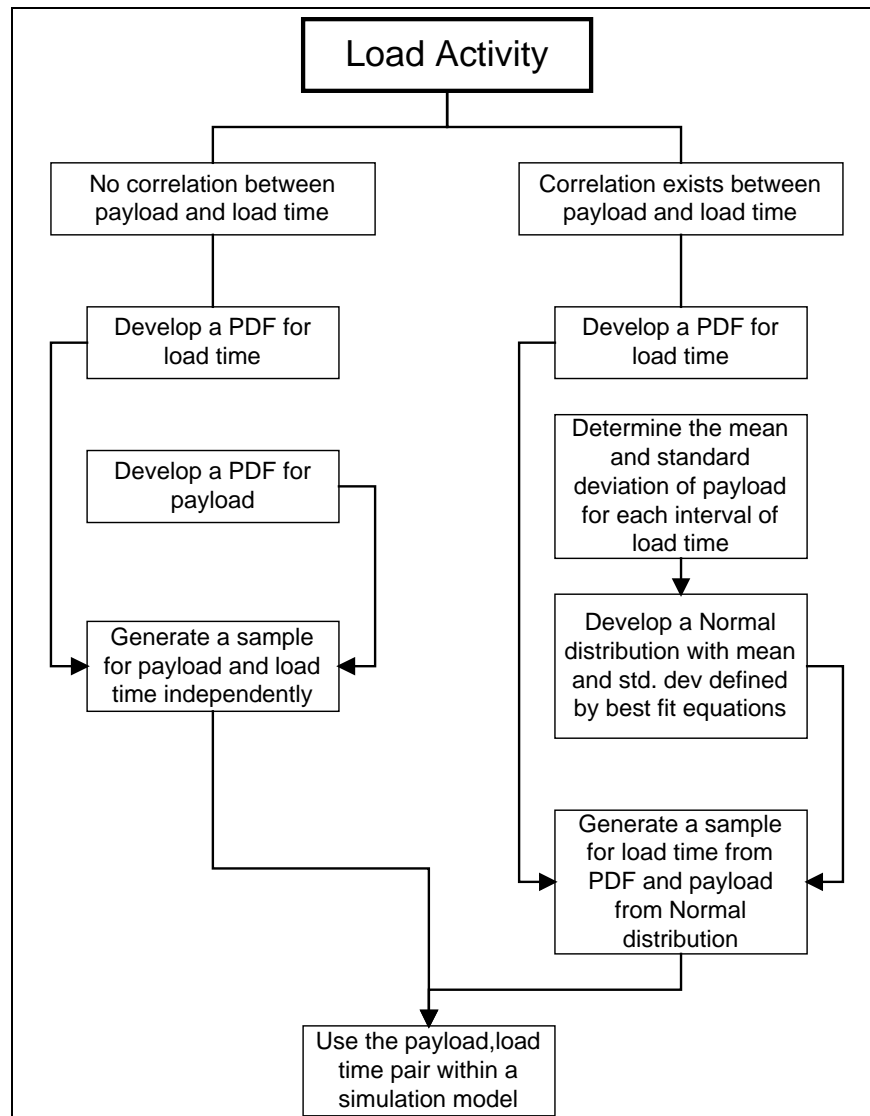 Load Activity
No correlation between
payload and load time
Correlation exists between
payload and load time
Develop a PDF for
load time
Develop a PDF for
load time
Develop a PDF for
payload
Determine the mean
and standard
deviation of payload
for each interval of
load time
Generate a sample
for payload and load
time independently
Develop a Normal
distribution with mean
and std. dev defined
by best fit equations
Generate a sample
for load time from
PDF and payload
from Normal
distribution
Use the payload,load
time pair within a
simulation model